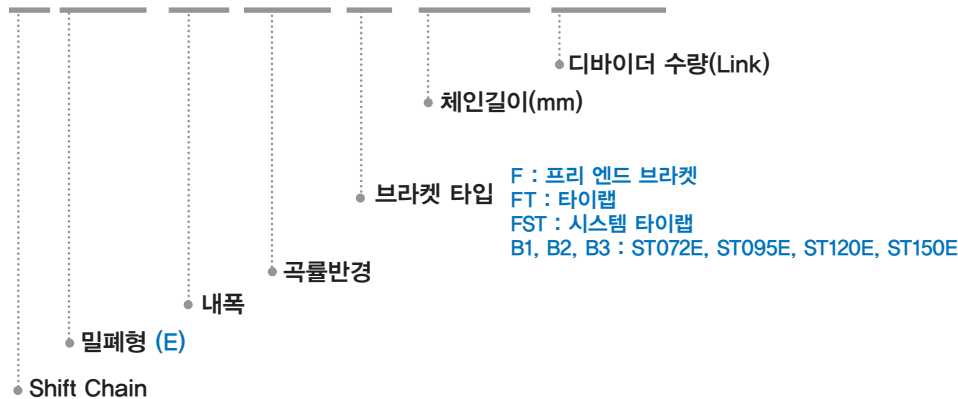 디바이더 수량(Link)
체인길이(mm)
브라켓 타입
F : 프리 엔드 브라켓
FT : 타이랩
FST : 시스템 타이랩
B1, B2, B3 : ST072E, ST095E, ST120E, ST150E
곡률반경
내폭
밀폐형 (E)
Shift Chain